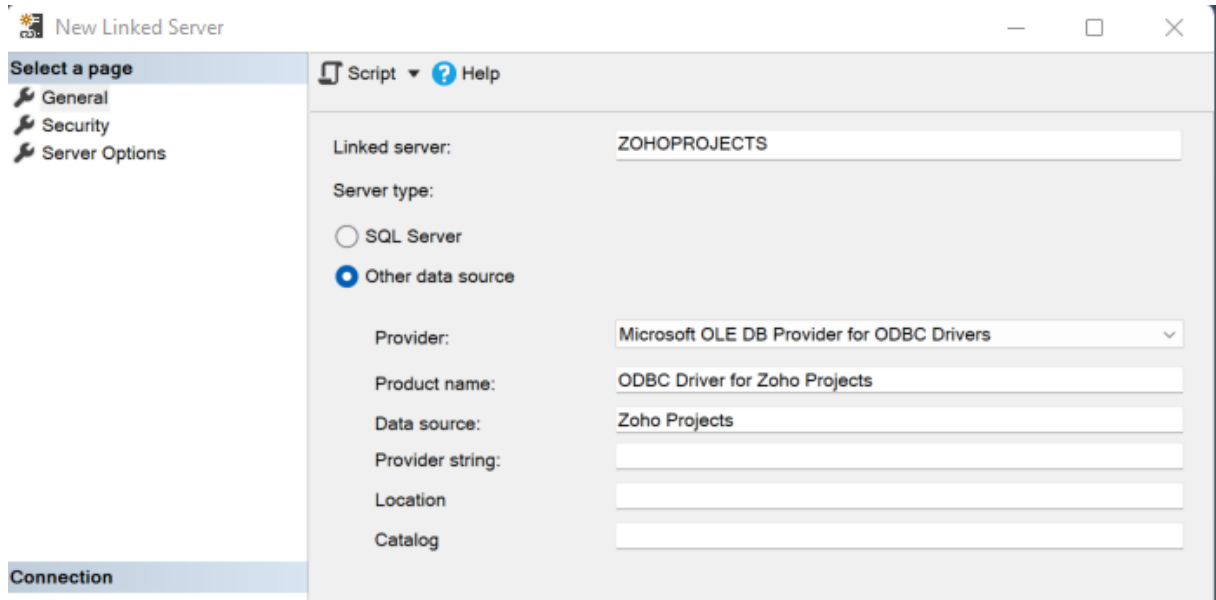 New Linked Server
Select a page
General
Security
Server Options
Connection
Script
Help
Linked server:
ZOHOPROJECTS
Server type:
SQL Server
Other data source
Provider:
Microsoft OLE DB Provider for ODBC Drivers
Product name:
ODBC Driver for Zoho Projects
Data source:
Zoho Projects
Provider string:
Location
Catalog